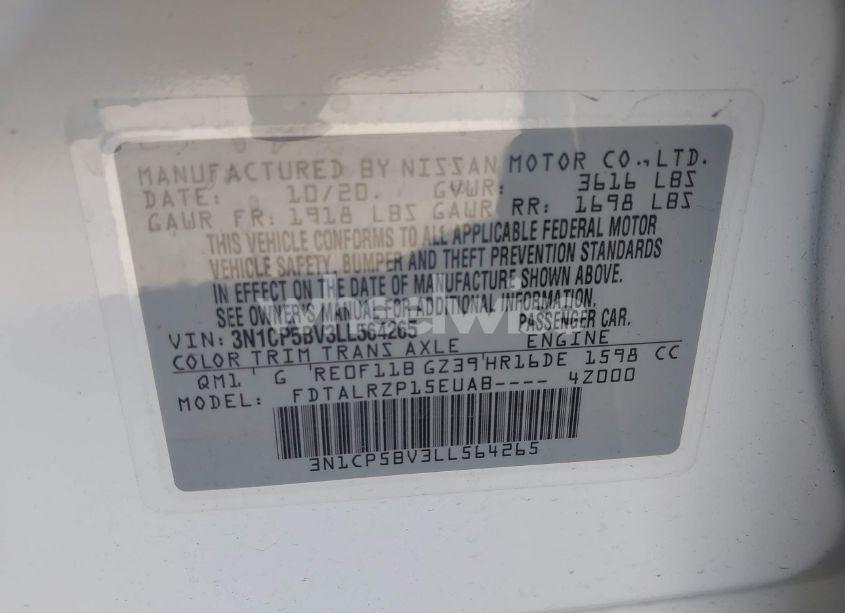 MANUFACTURED BY NISSAN MOTOR CO., LTD.
DATE: 10/20. GVWR: 3616 LBS
GAWR FR: 1918 LBS GAWR RR: 1698 LBS
THIS VEHICLE CONFORMS TO ALL APPLICABLE FEDERAL MOTOR
VEHICLE SAFETY, BUMPER AND THEFT PREVENTION STANDARDS
IN EFFECT ON THE DATE OF MANUFACTURE SHOWN ABOVE.
SEE OWNER'S MANUAL FOR ADDITIONAL INFORMATION.
VIN: 3N1CP5BV3LL564265 PASSENGER CAR.
COLOR TRIM TRANS AXLE ENGINE
QM1 G RE0F11B GZ39 HR16DE 1598 CC
MODEL: FDTALRZP15EUAB---- 4Z000
3N1CP5BV3LL564265